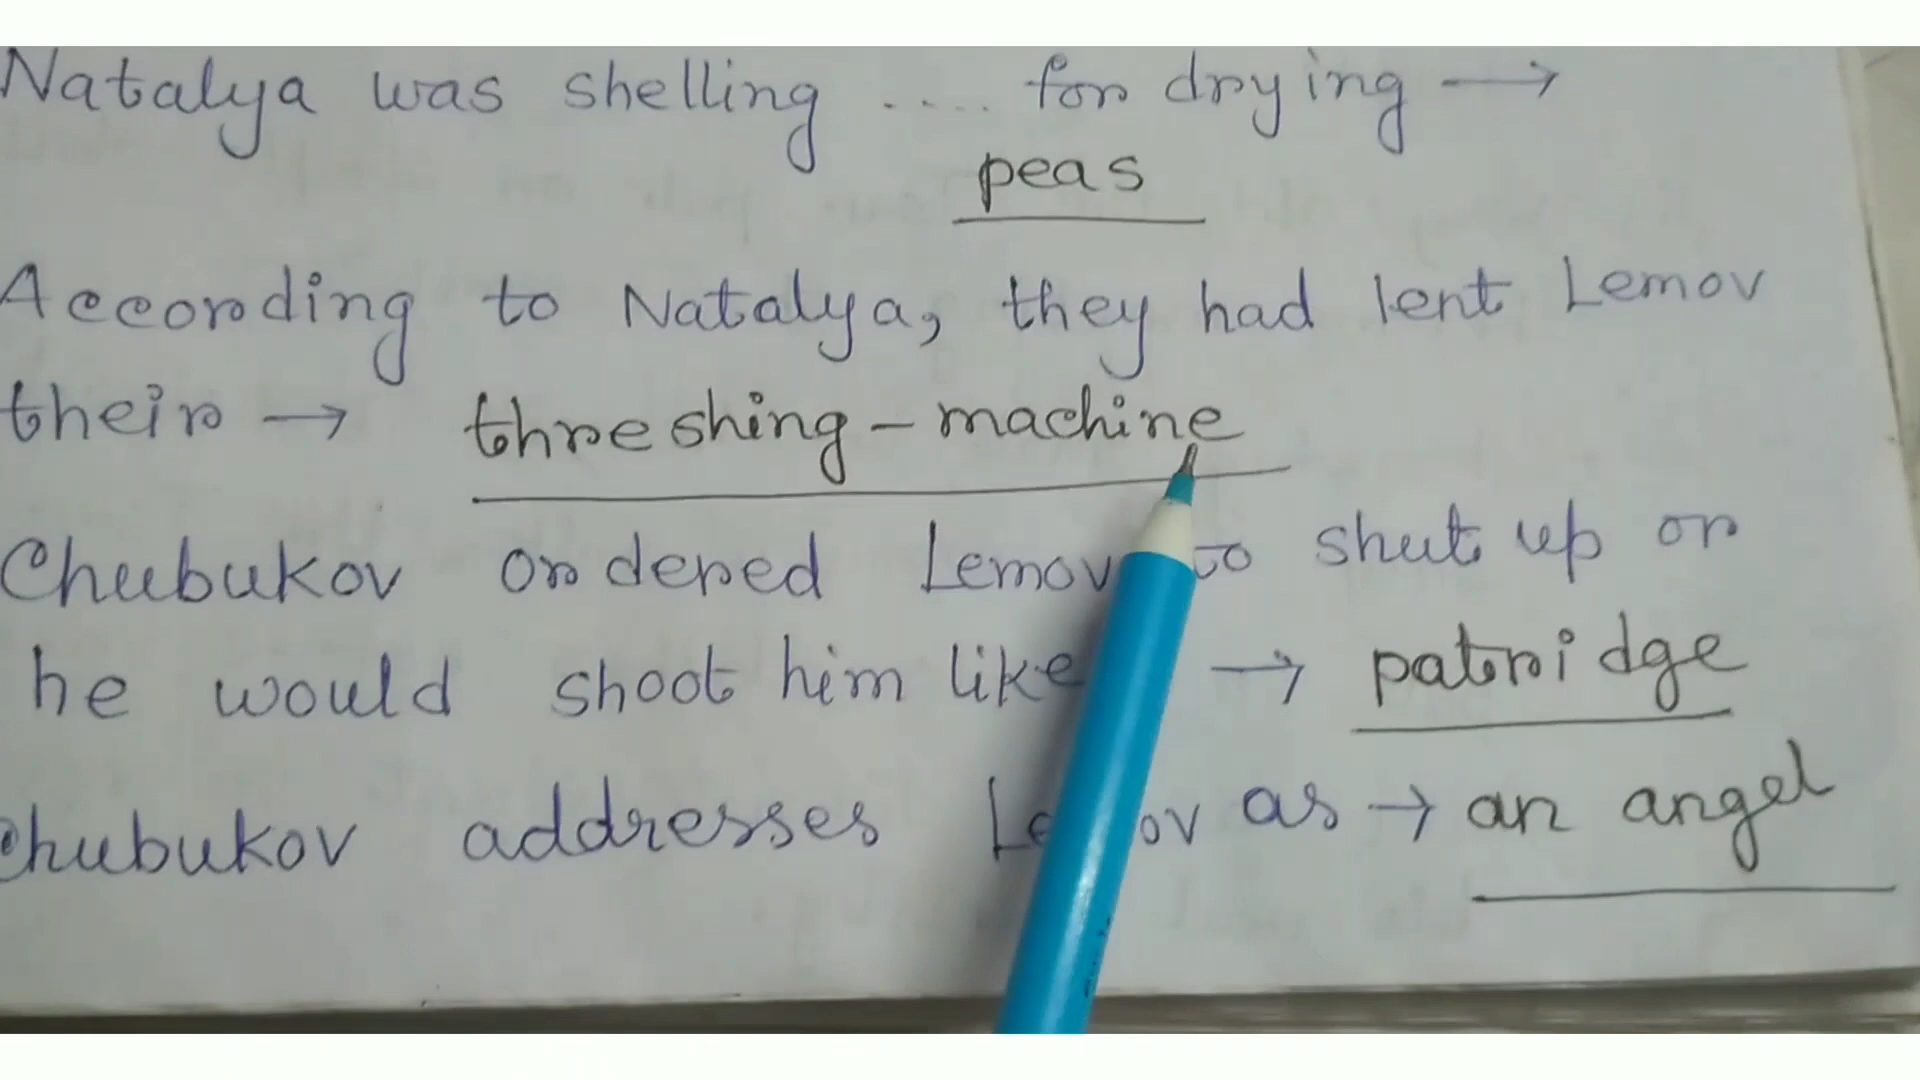 Natalya was shelling .... for drying →
peas
According to Natalya, they had lent Lemov
their → threshing - machine
Chubukov ordered Lemov to shut up or
he would shoot him like → patridge
Chubukov addresses Lemov as → an angel